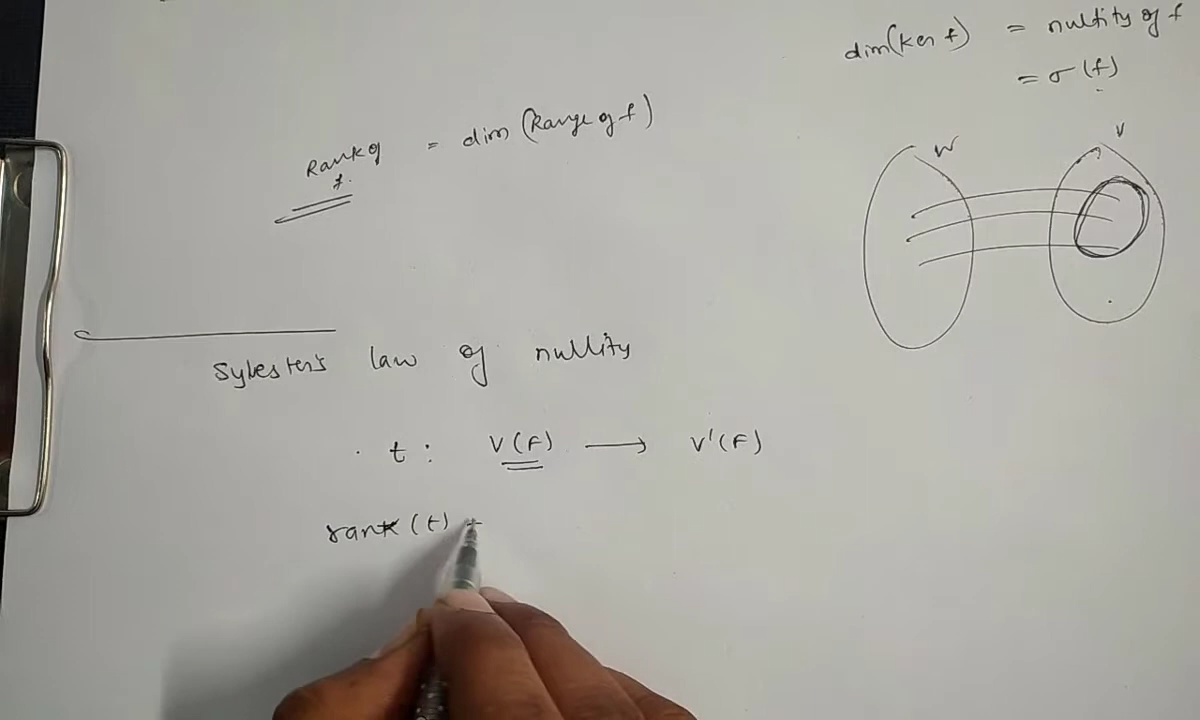 dim(ker f) = nullity of f
= σ(f)
Rank of f. = dim (Range of f)
W V
Sylvester's law of nullity
t : V(F) ⟶ V'(F)
rank (t) +